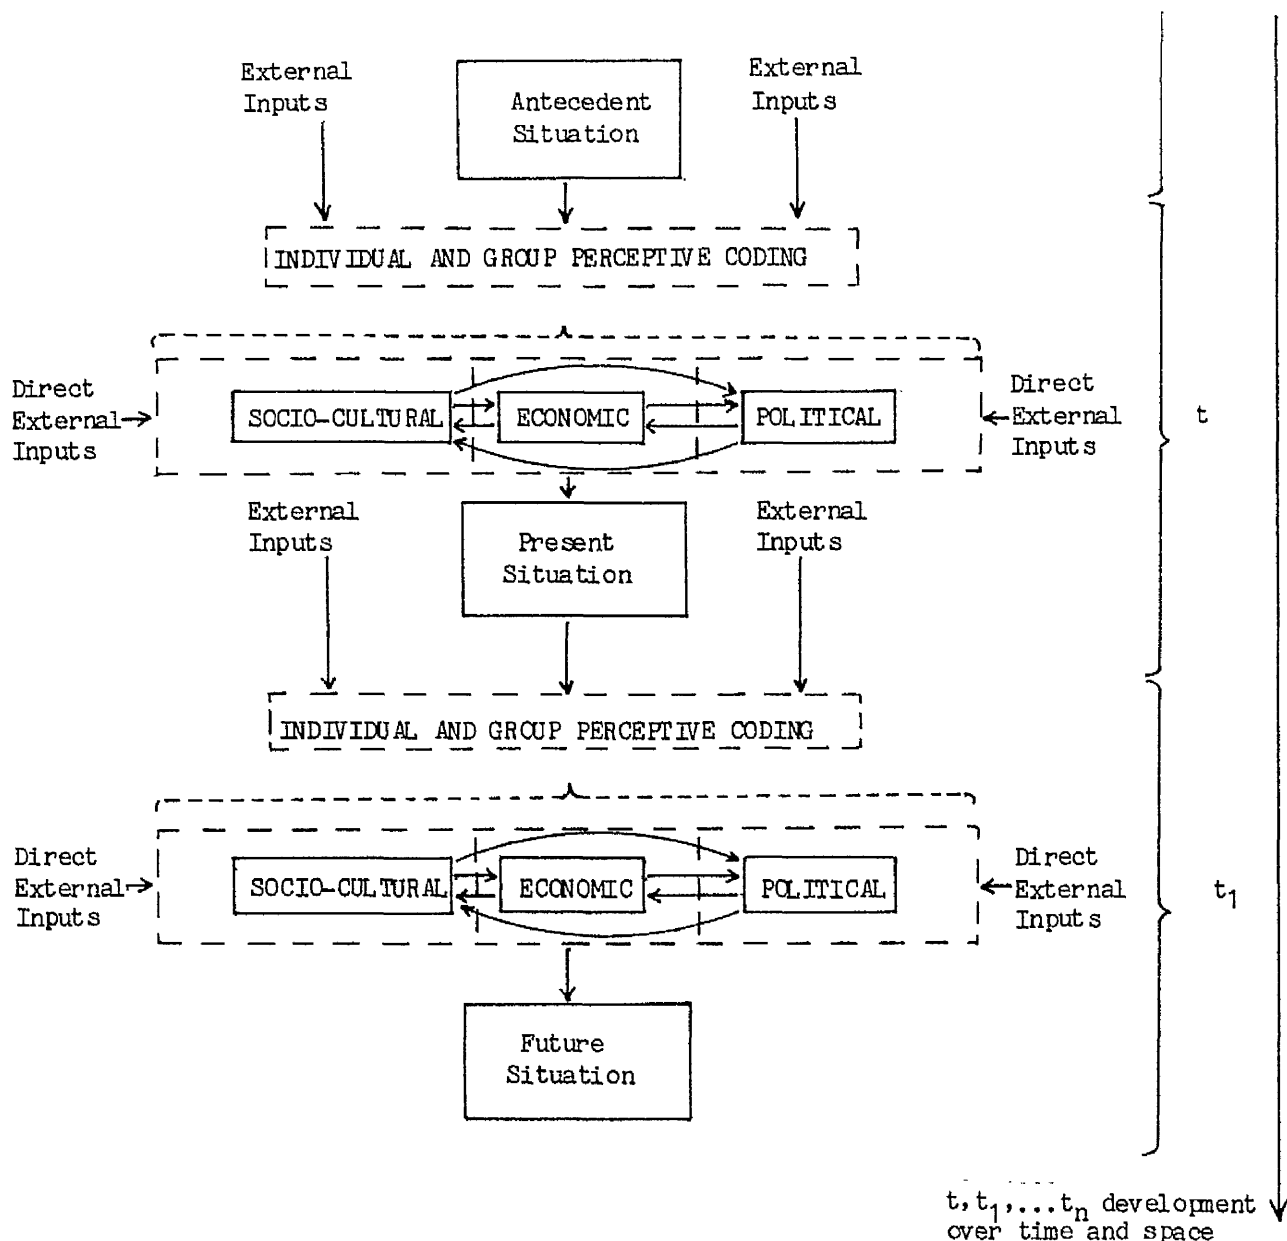 External
Inputs
Antecedent
Situation
External
Inputs
INDIVIDUAL AND GROUP PERCEPTIVE CODING
Direct
External
Inputs
SOCIO-CULTURAL
ECONOMIC
POLITICAL
Direct
External
Inputs
t
External
Inputs
Present
Situation
External
Inputs
INDIVIDUAL AND GROUP PERCEPTIVE CODING
Direct
External
Inputs
SOCIO-CULTURAL
ECONOMIC
POLITICAL
Direct
External
Inputs
t1
Future
Situation
t,t1,...tn development
over time and space